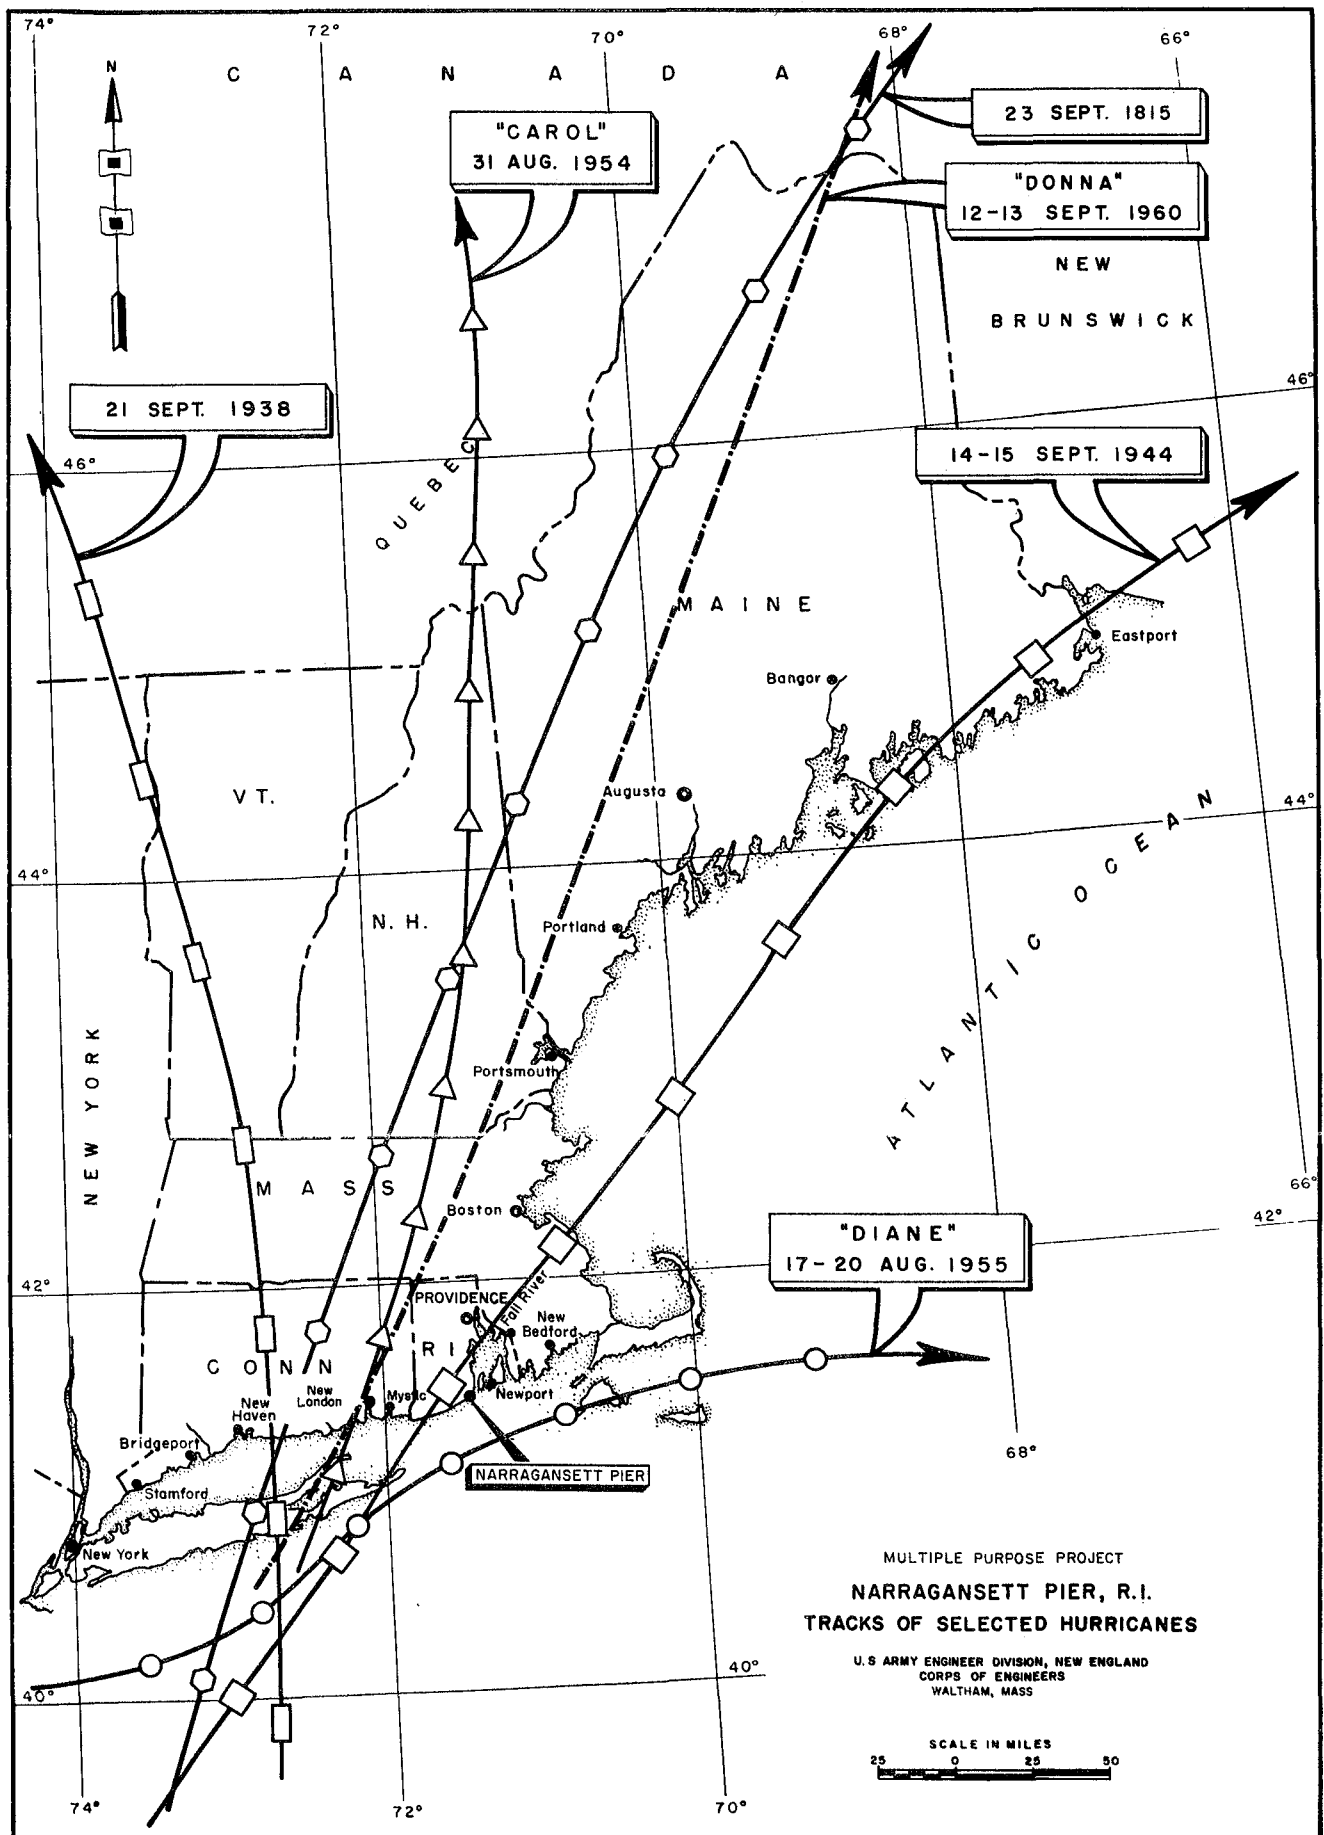 74°
72°
70°
68°
66°
N
CANADA
"CAROL"
31 AUG. 1954
23 SEPT. 1815
"DONNA"
12-13 SEPT. 1960
NEW
BRUNSWICK
21 SEPT. 1938
46°
46°
14-15 SEPT. 1944
QUEBEC
MAINE
Eastport
Bangor
VT.
Augusta
44°
44°
N. H.
Portland
ATLANTIC OCEAN
NEW YORK
Portsmouth
MASS
66°
Boston
42°
"DIANE"
17-20 AUG. 1955
42°
PROVIDENCE
Fall River
New
Bedford
CONN
R I
New
London
Mystic
Newport
New
Haven
Bridgeport
68°
NARRAGANSETT PIER
Stamford
New York
MULTIPLE PURPOSE PROJECT
NARRAGANSETT PIER, R.I.
TRACKS OF SELECTED HURRICANES
U.S ARMY ENGINEER DIVISION, NEW ENGLAND
CORPS OF ENGINEERS
WALTHAM, MASS
40°
40°
SCALE IN MILES
25 0 25 50
74°
72°
70°